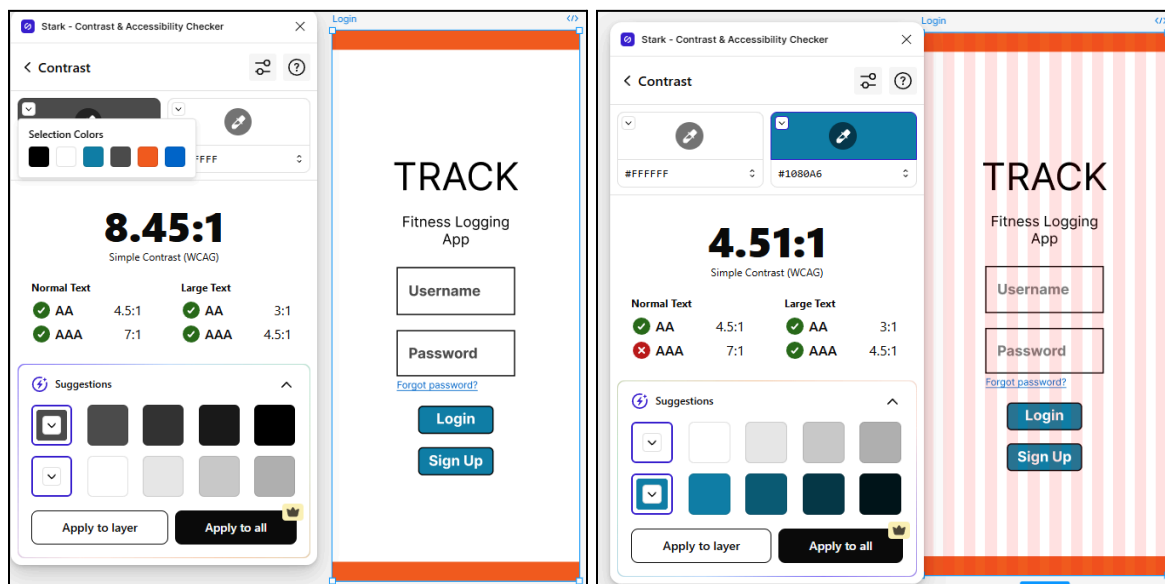 Stark - Contrast & Accessibility Checker
Contrast
Selection Colors
FFF
8.45:1
Simple Contrast (WCAG)
Normal Text
Large Text
AA 4.5:1
AA 3:1
AAA 7:1
AAA 4.5:1
Suggestions
Apply to layer
Apply to all
Login
TRACK
Fitness Logging
App
Username
Password
Forgot password?
Login
Sign Up
Stark - Contrast & Accessibility Checker
Contrast
#FFFFFF
#1080A6
4.51:1
Simple Contrast (WCAG)
Normal Text
Large Text
AA 4.5:1
AA 3:1
AAA 7:1
AAA 4.5:1
Suggestions
Apply to layer
Apply to all
Login
TRACK
Fitness Logging
App
Username
Password
Forgot password?
Login
Sign Up